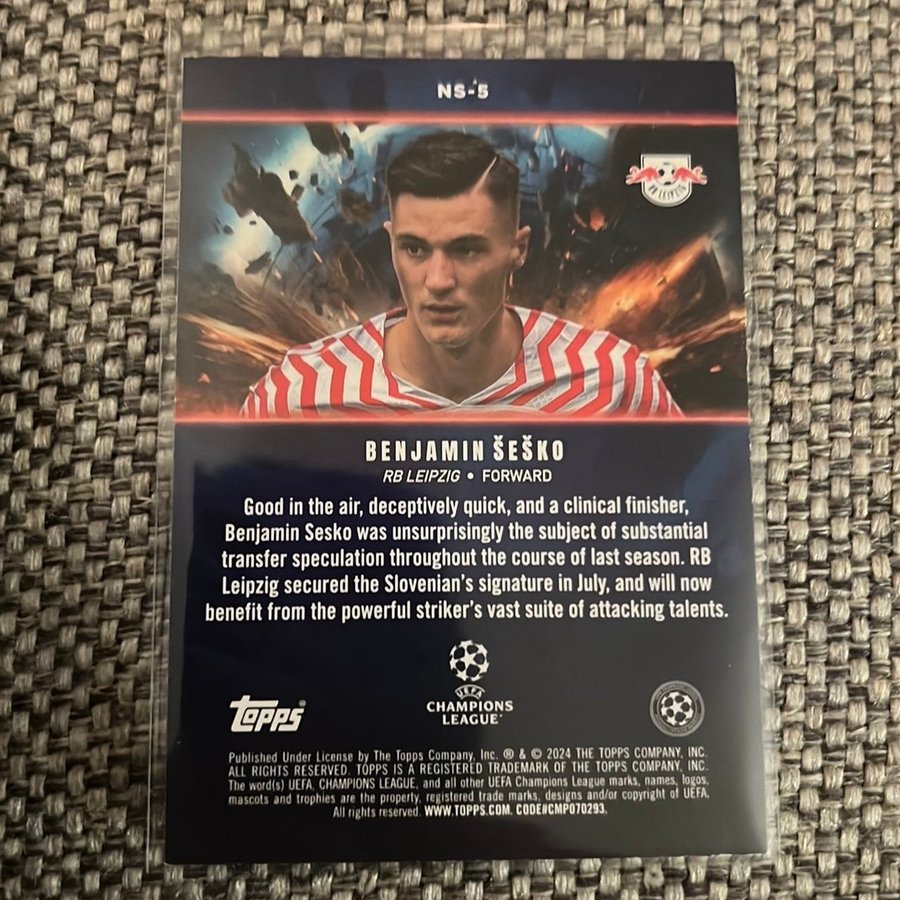 NS-5
RB LEIPZIG
BENJAMIN ŠEŠKO
RB LEIPZIG • FORWARD
Good in the air, deceptively quick, and a clinical finisher,
Benjamin Sesko was unsurprisingly the subject of substantial
transfer speculation throughout the course of last season. RB
Leipzig secured the Slovenian's signature in July, and will now
benefit from the powerful striker's vast suite of attacking talents.
UEFA
CHAMPIONS
LEAGUE®
Topps®
Published Under License by The Topps Company, Inc. ® & © 2024 THE TOPPS COMPANY, INC.
ALL RIGHTS RESERVED. TOPPS IS A REGISTERED TRADEMARK OF THE TOPPS COMPANY, INC.
The word(s) UEFA, CHAMPIONS LEAGUE, and all other UEFA Champions League marks, names, logos,
mascots and trophies are the property, registered trade marks, designs and/or copyright of UEFA.
All rights reserved. WWW.TOPPS.COM. CODE#CMP070293.